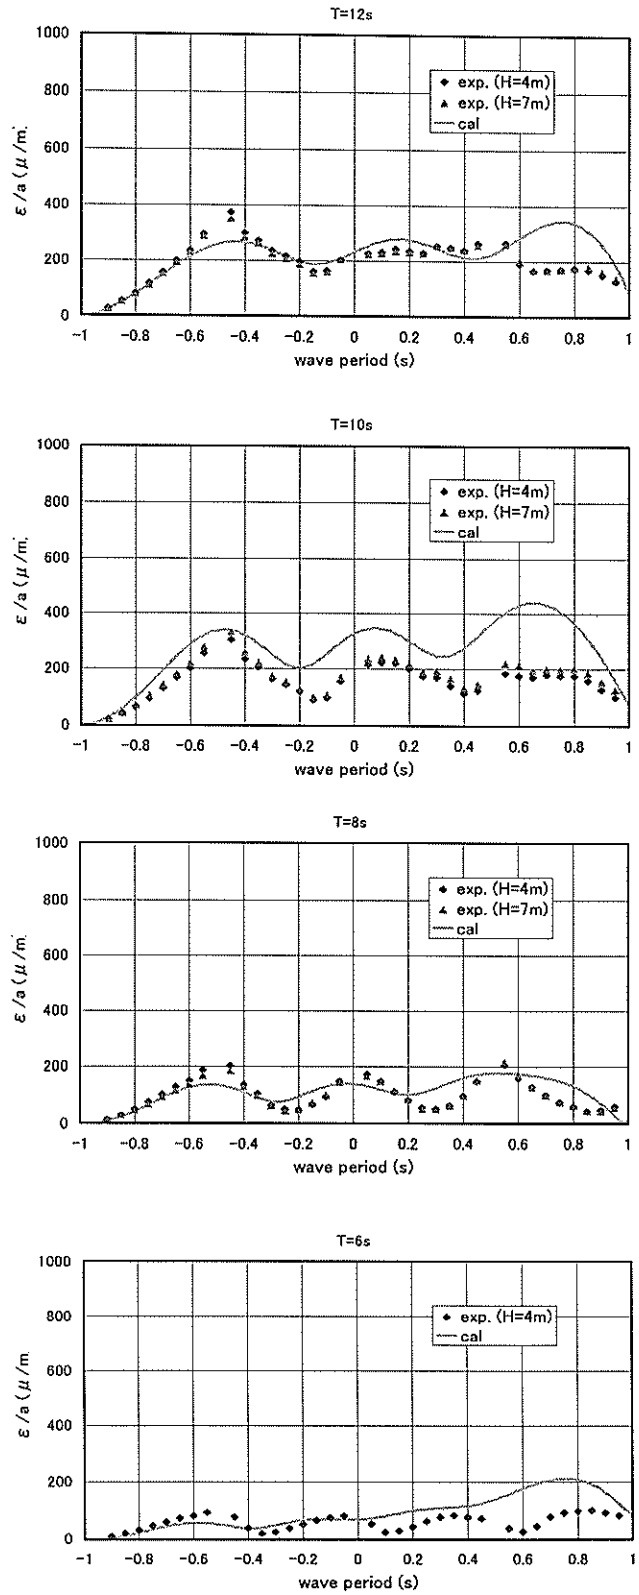 T=12s
1000
800
600
400
200
0
ε/a (μ/m)
exp. (H=4m)
exp. (H=7m)
cal
-1 -0.8 -0.6 -0.4 -0.2 0 0.2 0.4 0.6 0.8 1
wave period (s)
T=10s
1000
800
600
400
200
0
ε/a (μ/m)
exp. (H=4m)
exp. (H=7m)
cal
-1 -0.8 -0.6 -0.4 -0.2 0 0.2 0.4 0.6 0.8 1
wave period (s)
T=8s
1000
800
600
400
200
0
ε/a (μ/m)
exp. (H=4m)
exp. (H=7m)
cal
-1 -0.8 -0.6 -0.4 -0.2 0 0.2 0.4 0.6 0.8 1
wave period (s)
T=6s
1000
800
600
400
200
0
ε/a (μ/m)
exp. (H=4m)
cal
-1 -0.8 -0.6 -0.4 -0.2 0 0.2 0.4 0.6 0.8 1
wave period (s)